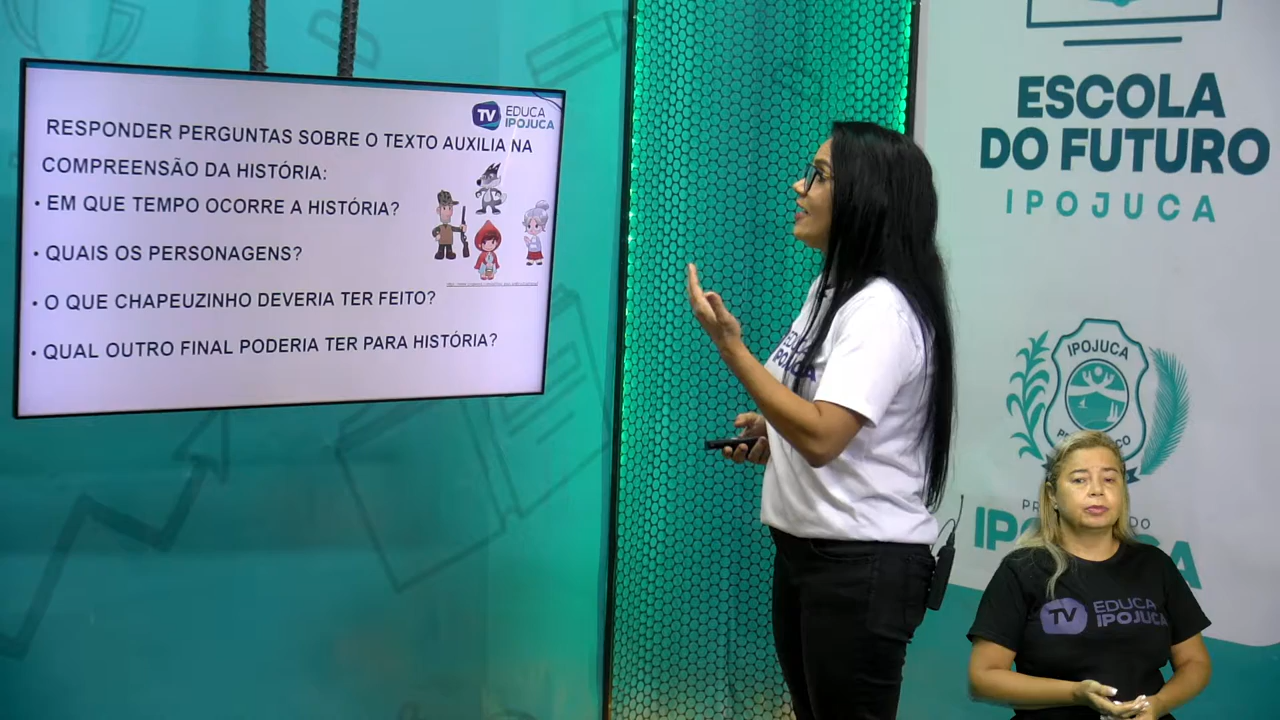 TV EDUCA
IPOJUCA
RESPONDER PERGUNTAS SOBRE O TEXTO AUXILIA NA
COMPREENSÃO DA HISTÓRIA:
• EM QUE TEMPO OCORRE A HISTÓRIA?
• QUAIS OS PERSONAGENS?
• O QUE CHAPEUZINHO DEVERIA TER FEITO?
• QUAL OUTRO FINAL PODERIA TER PARA HISTÓRIA?
EDUCA
IPOJUCA
ESCOLA
DO FUTURO
IPOJUCA
IPOJUCA
TV EDUCA
IPOJUCA